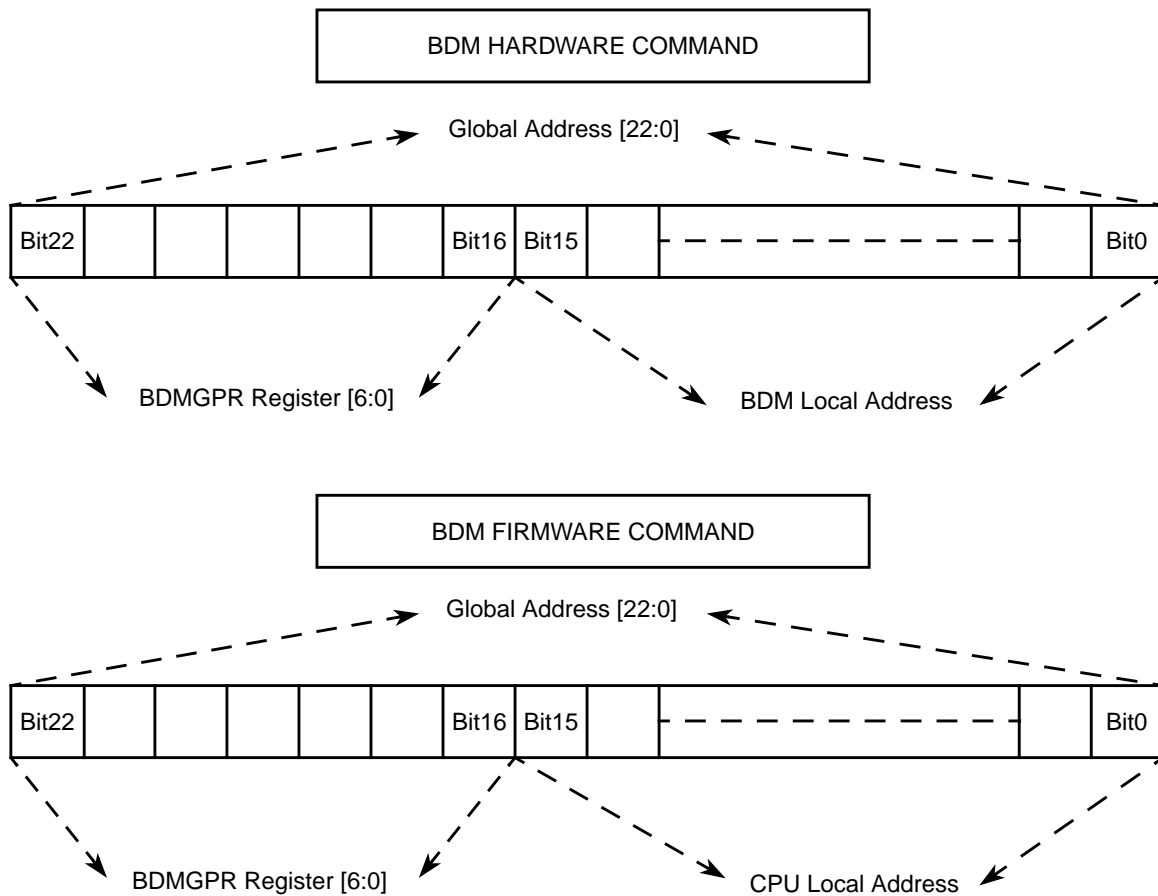 BDM HARDWARE COMMAND
Global Address [22:0]
Bit22 Bit16 Bit15 Bit0
BDMGPR Register [6:0] BDM Local Address
BDM FIRMWARE COMMAND
Global Address [22:0]
Bit22 Bit16 Bit15 Bit0
BDMGPR Register [6:0] CPU Local Address